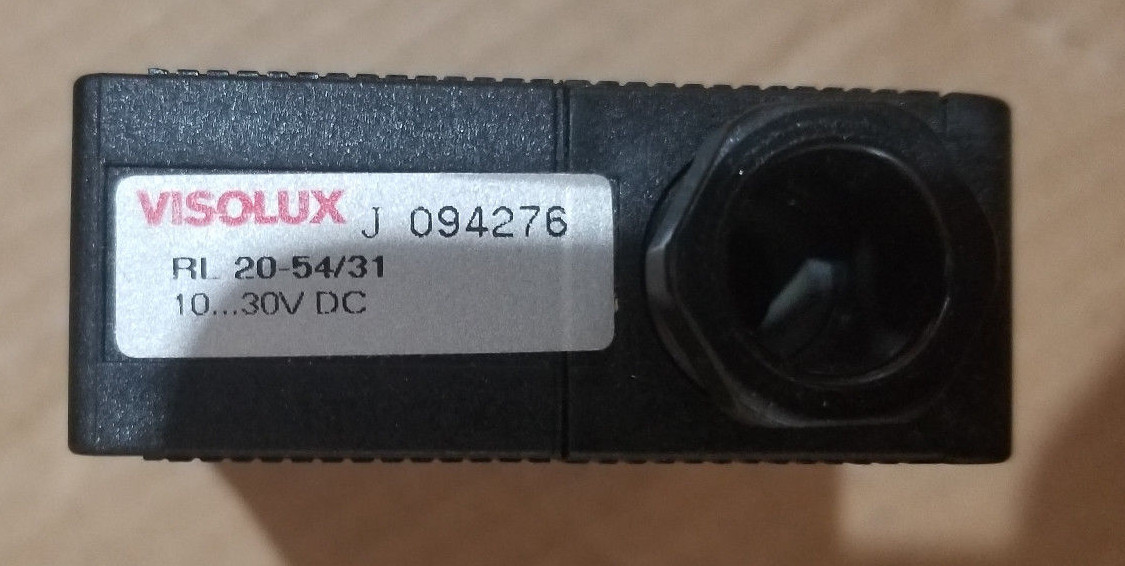 VISOLUX J 094276
RL 20-54/31
10...30V DC